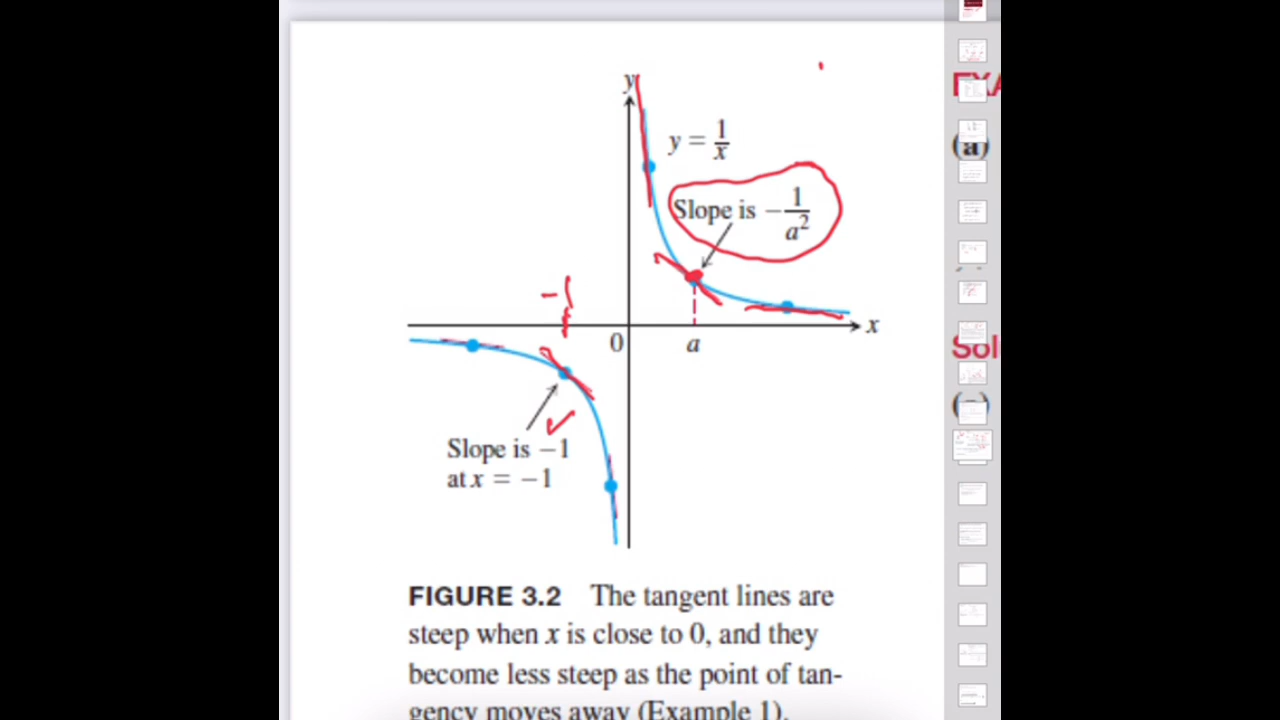 y
y = 1/x
Slope is −1/a²
−1
0
a
x
Slope is −1
at x = −1
FIGURE 3.2 The tangent lines are
steep when x is close to 0, and they
become less steep as the point of tan-
gency moves away (Example 1).
EXA
(a)
Sol